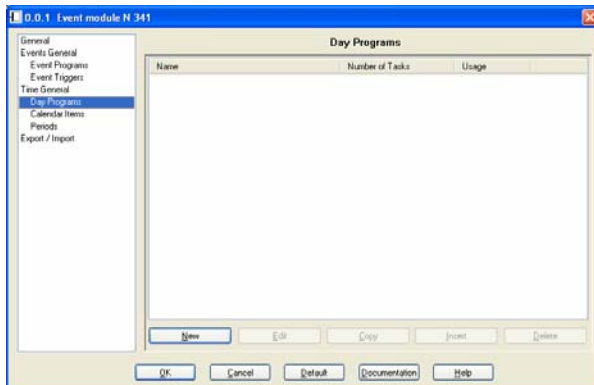 0.0.1 Event module N 341
General
Events General
Event Programs
Event Triggers
Time General
Day Programs
Calendar Items
Periods
Export / Import
Day Programs
Name Number of Tasks Usage
New Edit Copy Insert Delete
OK Cancel Default Documentation Help